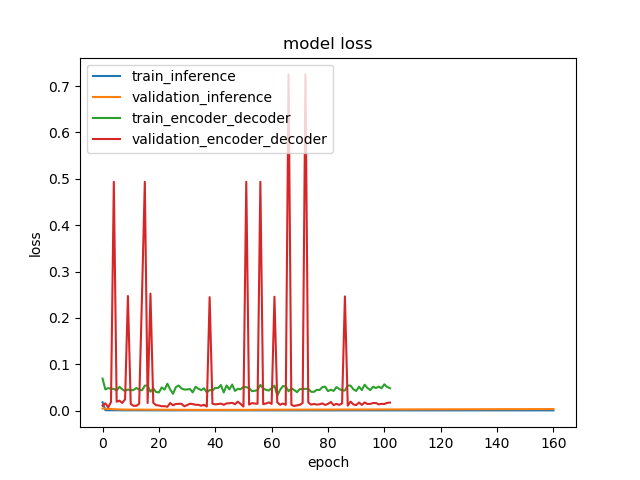 model loss
train_inference
validation_inference
train_encoder_decoder
validation_encoder_decoder
loss
0.7
0.6
0.5
0.4
0.3
0.2
0.1
0.0
0 20 40 60 80 100 120 140 160
epoch